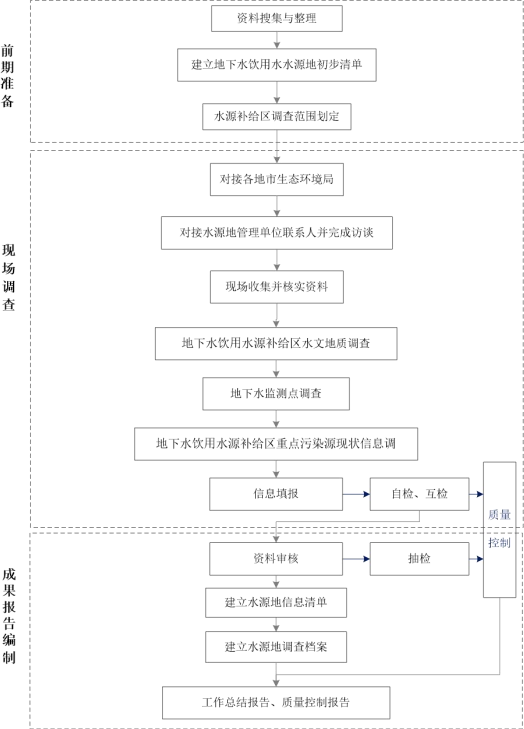 前期准备
资料搜集与整理
建立地下水饮用水水源地初步清单
水源补给区调查范围划定
现场调查
对接各地市生态环境局
对接水源地管理单位联系人并完成访谈
现场收集并核实资料
地下水饮用水源补给区水文地质调查
地下水监测点调查
地下水饮用水源补给区重点污染源现状信息调
信息填报
自检、互检
质量
控制
成果报告编制
资料审核
抽检
建立水源地信息清单
建立水源地调查档案
工作总结报告、质量控制报告